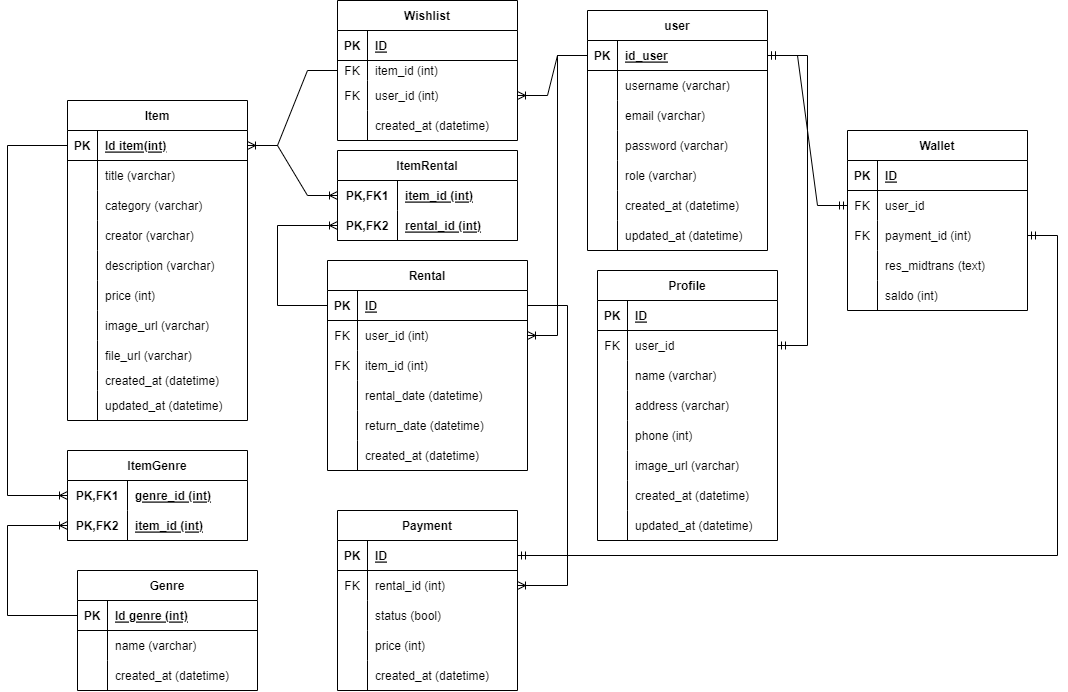 Wishlist
PK ID
FK item_id (int)
FK user_id (int)
created_at (datetime)
user
PK id_user
username (varchar)
email (varchar)
password (varchar)
role (varchar)
created_at (datetime)
updated_at (datetime)
Item
PK Id item(int)
title (varchar)
category (varchar)
creator (varchar)
description (varchar)
price (int)
image_url (varchar)
file_url (varchar)
created_at (datetime)
updated_at (datetime)
ItemRental
PK,FK1 item_id (int)
PK,FK2 rental_id (int)
Wallet
PK ID
FK user_id
FK payment_id (int)
res_midtrans (text)
saldo (int)
Rental
PK ID
FK user_id (int)
FK item_id (int)
rental_date (datetime)
return_date (datetime)
created_at (datetime)
Profile
PK ID
FK user_id
name (varchar)
address (varchar)
phone (int)
image_url (varchar)
created_at (datetime)
updated_at (datetime)
ItemGenre
PK,FK1 genre_id (int)
PK,FK2 item_id (int)
Payment
PK ID
FK rental_id (int)
status (bool)
price (int)
created_at (datetime)
Genre
PK Id genre (int)
name (varchar)
created_at (datetime)